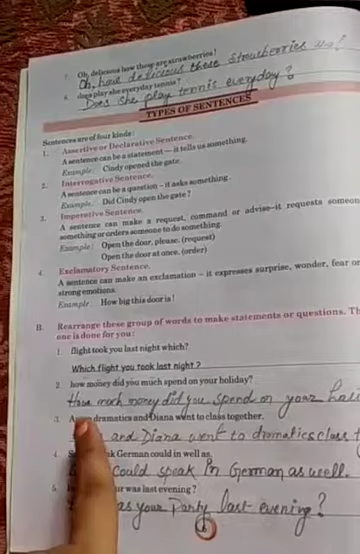 7. Oh, delicious how these are strawberries!
Oh, how delicious these strawberries
8. does play she everyday tennis?
Does she play tennis everyday?
TYPES OF SENTENCES
Sentences are of four kinds:
1. Assertive or Declarative Sentence.
A sentence can be a statement – it tells us something.
Example: Cindy opened the gate.
2. Interrogative Sentence.
A sentence can be a question – it asks something.
Example: Did Cindy open the gate?
3. Imperative Sentence.
A sentence can make a request, command or advise–it requests
something or orders someone to do something.
Example: Open the door, please. (request)
Open the door at once. (order)
4. Exclamatory Sentence.
A sentence can make an exclamation – it expresses surprise, wonder, fear or
strong emotions.
Example: How big this door is!
B. Rearrange these group of words to make statements or questions.
one is done for you:
1. flight took you last night which?
Which flight you took last night?
2. how money did you much spend on your holiday?
How much money did you spend on your
3. dramatics and Diana went to class together.
and Diana went to dramatics class
4. German could in well as.
could speak in German as well.
5. was last evening?
as your Party last evening?